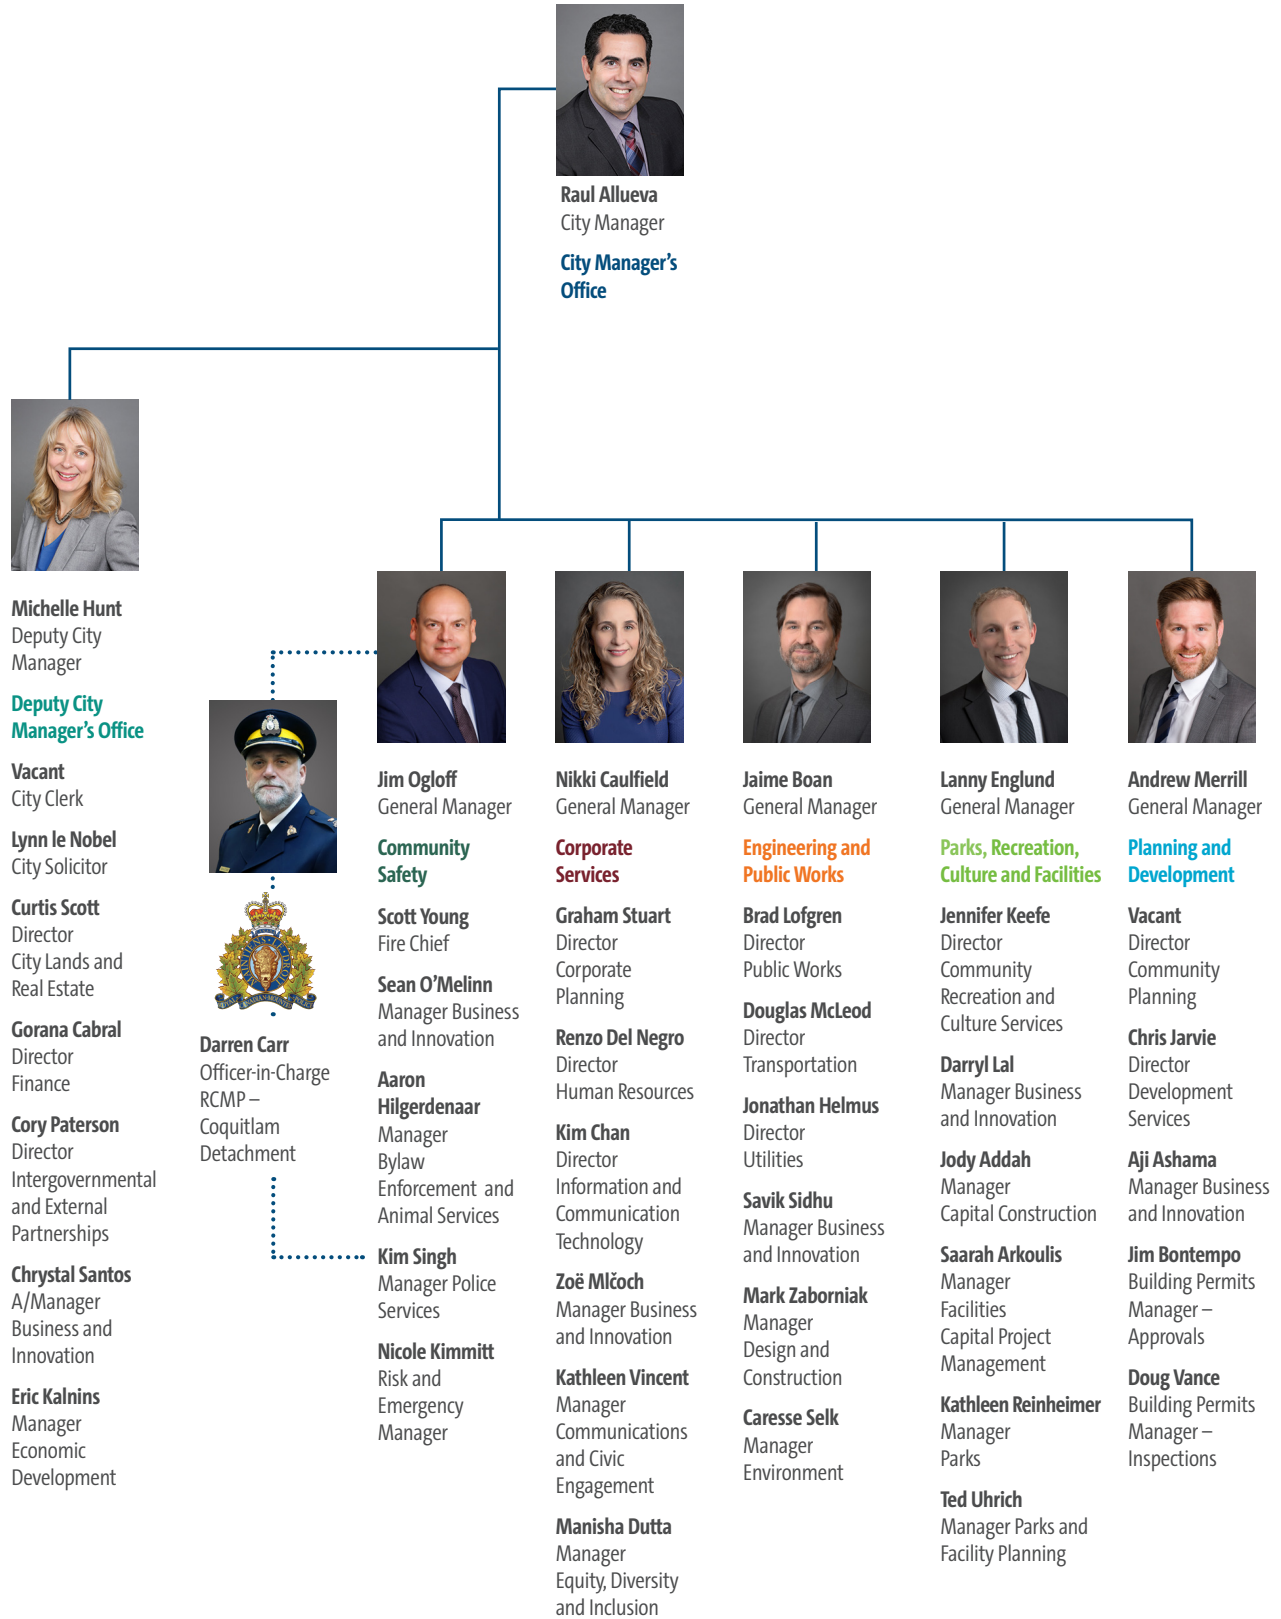 Raul Allueva
City Manager
City Manager's
Office
Michelle Hunt
Deputy City
Manager
Deputy City
Manager's Office
Vacant
City Clerk
Lynn le Nobel
City Solicitor
Curtis Scott
Director
City Lands and
Real Estate
Gorana Cabral
Director
Finance
Cory Paterson
Director
Intergovernmental
and External
Partnerships
Chrystal Santos
A/Manager
Business and
Innovation
Eric Kalnins
Manager
Economic
Development
Darren Carr
Officer-in-Charge
RCMP –
Coquitlam
Detachment
Jim Ogloff
General Manager
Community
Safety
Scott Young
Fire Chief
Sean O'Melinn
Manager Business
and Innovation
Aaron
Hilgerdenaar
Manager
Bylaw
Enforcement and
Animal Services
Kim Singh
Manager Police
Services
Nicole Kimmitt
Risk and
Emergency
Manager
Nikki Caulfield
General Manager
Corporate
Services
Graham Stuart
Director
Corporate
Planning
Renzo Del Negro
Director
Human Resources
Kim Chan
Director
Information and
Communication
Technology
Zoë Mlčoch
Manager Business
and Innovation
Kathleen Vincent
Manager
Communications
and Civic
Engagement
Manisha Dutta
Manager
Equity, Diversity
and Inclusion
Jaime Boan
General Manager
Engineering and
Public Works
Brad Lofgren
Director
Public Works
Douglas McLeod
Director
Transportation
Jonathan Helmus
Director
Utilities
Savik Sidhu
Manager Business
and Innovation
Mark Zaborniak
Manager
Design and
Construction
Caresse Selk
Manager
Environment
Lanny Englund
General Manager
Parks, Recreation,
Culture and Facilities
Jennifer Keefe
Director
Community
Recreation and
Culture Services
Darryl Lal
Manager Business
and Innovation
Jody Addah
Manager
Capital Construction
Saarah Arkoulis
Manager
Facilities
Capital Project
Management
Kathleen Reinheimer
Manager
Parks
Ted Uhrich
Manager Parks and
Facility Planning
Andrew Merrill
General Manager
Planning and
Development
Vacant
Director
Community
Planning
Chris Jarvie
Director
Development
Services
Aji Ashama
Manager Business
and Innovation
Jim Bontempo
Building Permits
Manager –
Approvals
Doug Vance
Building Permits
Manager –
Inspections